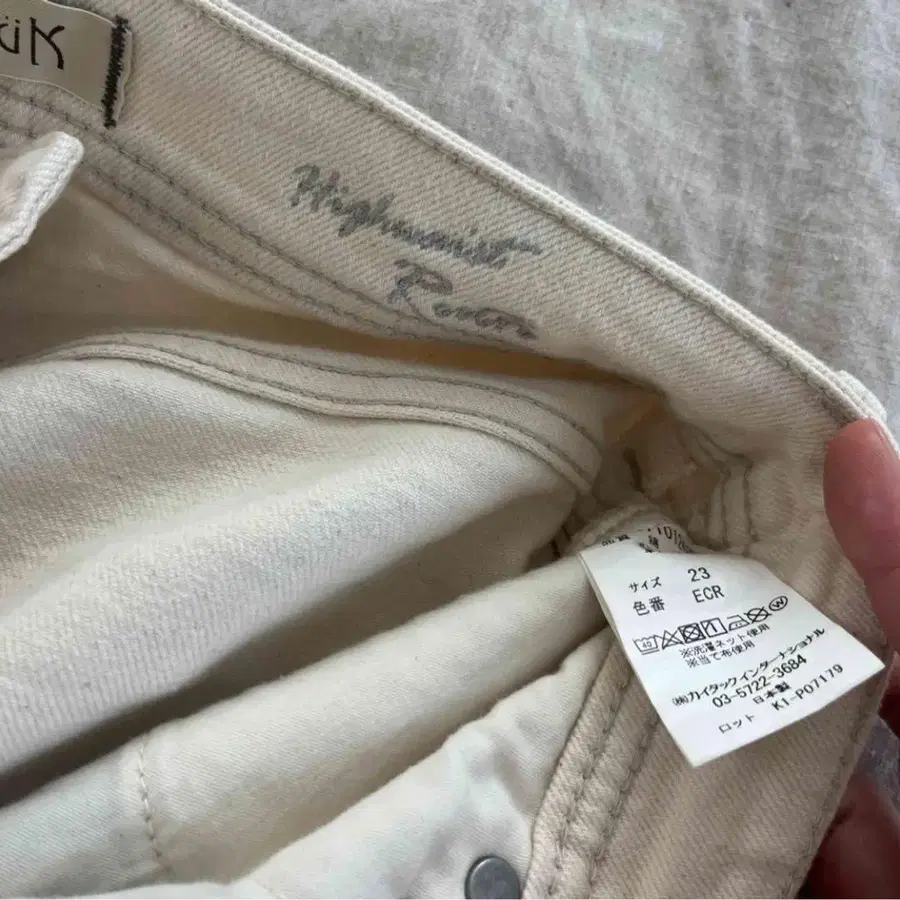 üK
Highwaist
サイズ 23
色番 ECR
※洗濯ネット使用
※当て布使用
㈱カイタックインターナショナル
03-5722-3684
日本製
ロット K1-P07179